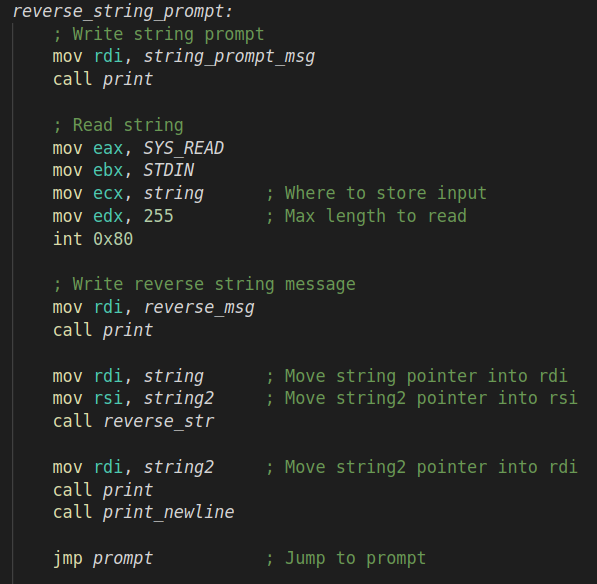 reverse_string_prompt:
    ; Write string prompt
    mov rdi, string_prompt_msg
    call print

    ; Read string
    mov eax, SYS_READ
    mov ebx, STDIN
    mov ecx, string      ; Where to store input
    mov edx, 255         ; Max length to read
    int 0x80

    ; Write reverse string message
    mov rdi, reverse_msg
    call print

    mov rdi, string      ; Move string pointer into rdi
    mov rsi, string2     ; Move string2 pointer into rsi
    call reverse_str

    mov rdi, string2     ; Move string2 pointer into rdi
    call print
    call print_newline

    jmp prompt           ; Jump to prompt